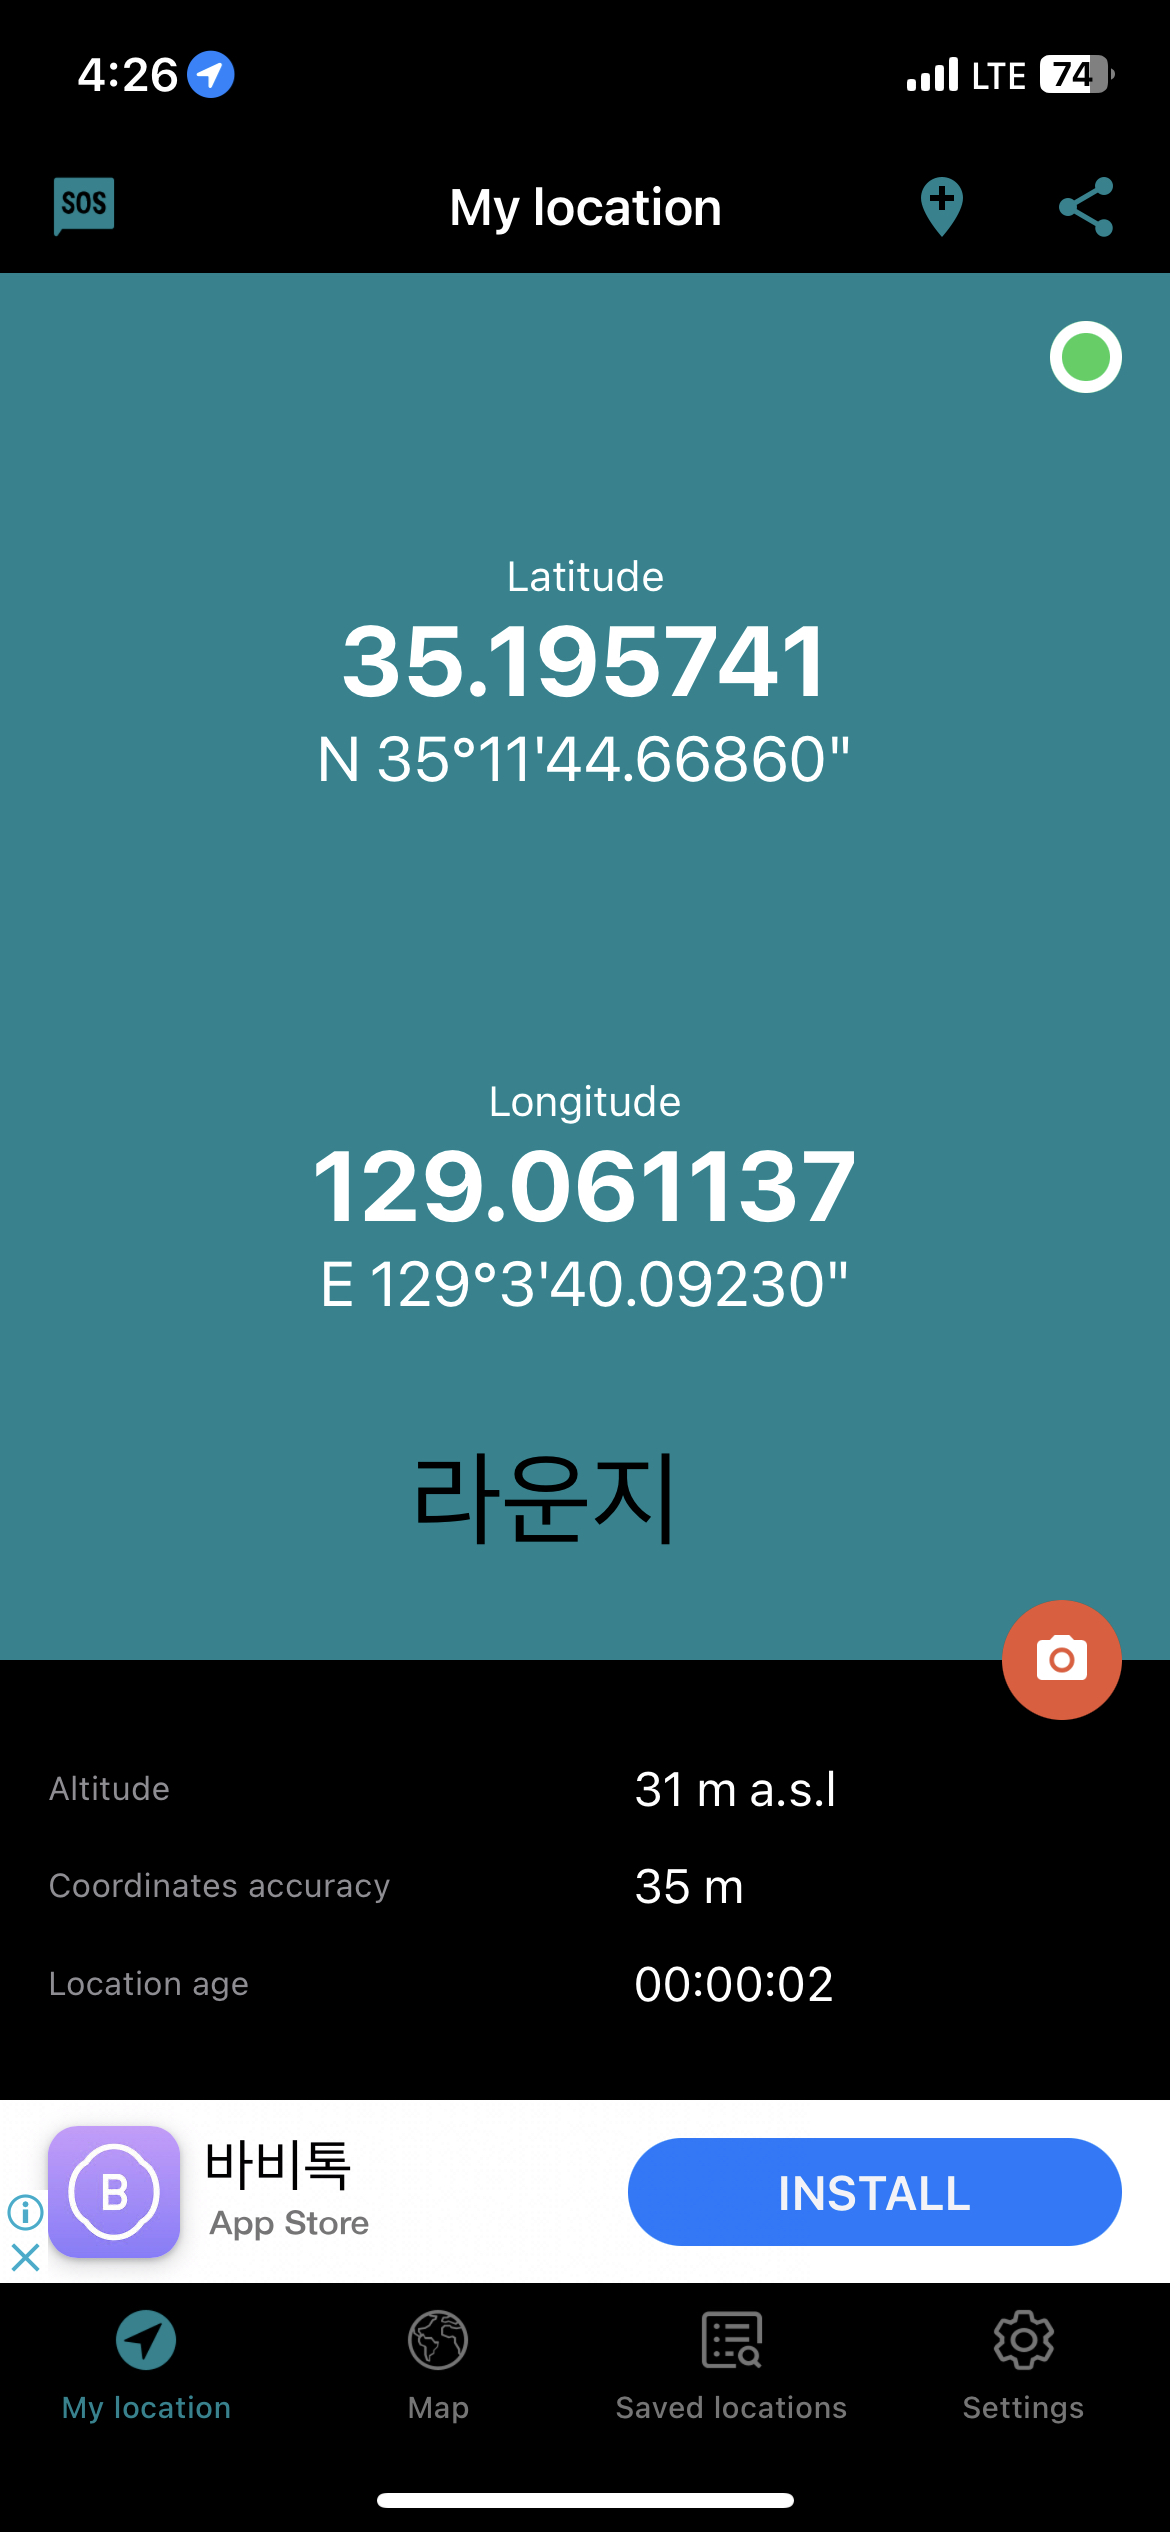 4:26 LTE 74
SOS My location
Latitude
35.195741
N 35°11'44.66860"
Longitude
129.061137
E 129°3'40.09230"
라운지
Altitude 31 m a.s.l
Coordinates accuracy 35 m
Location age 00:00:02
B 바비톡
App Store
INSTALL
My location Map Saved locations Settings